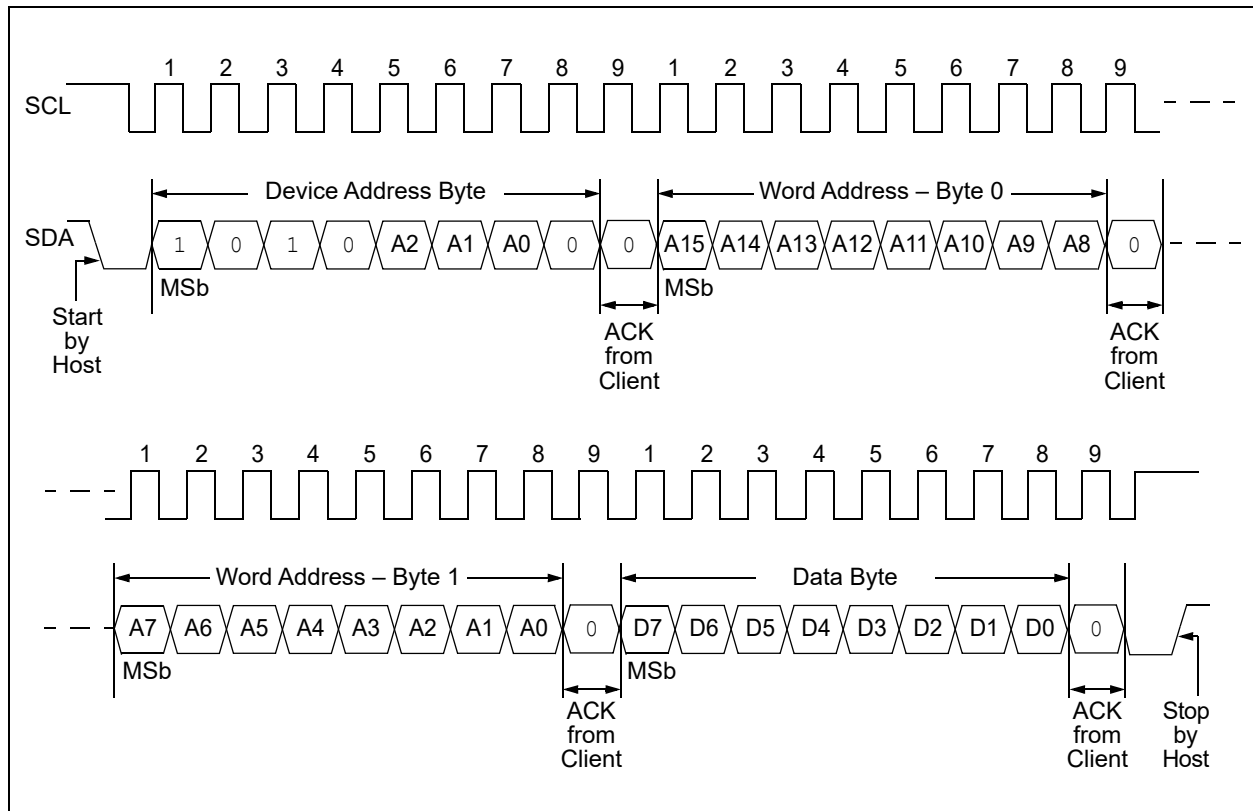 1 2 3 4 5 6 7 8 9 1 2 3 4 5 6 7 8 9
SCL
Device Address Byte
Word Address – Byte 0
SDA
1 0 1 0 A2 A1 A0 0 0 A15 A14 A13 A12 A11 A10 A9 A8 0
MSb
MSb
Start
by
Host
ACK
from
Client
ACK
from
Client
1 2 3 4 5 6 7 8 9 1 2 3 4 5 6 7 8 9
Word Address – Byte 1
Data Byte
A7 A6 A5 A4 A3 A2 A1 A0 0 D7 D6 D5 D4 D3 D2 D1 D0 0
MSb
MSb
ACK
from
Client
ACK
from
Client
Stop
by
Host